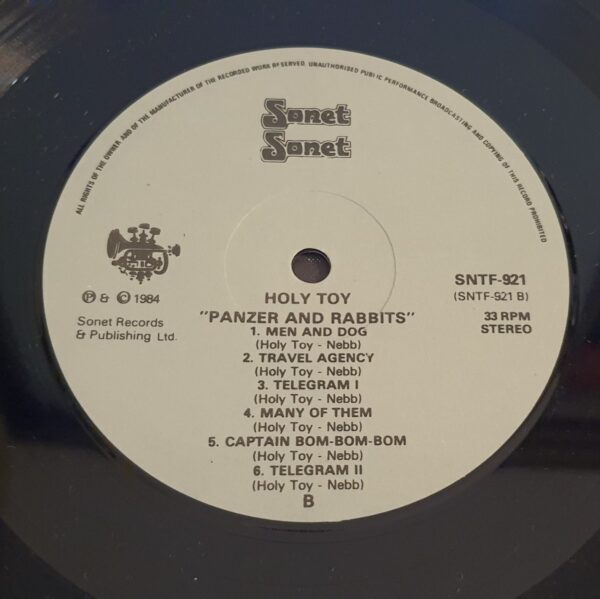 ALL RIGHTS OF THE OWNER AND OF THE MANUFACTURER OF THE RECORDED WORK RESERVED. UNAUTHORISED PUBLIC PERFORMANCE BROADCASTING AND COPYING OF THIS RECORD PROHIBITED
Sonet
Sonet
℗ & © 1984
Sonet Records
& Publishing Ltd.
SNTF-921
(SNTF-921 B)
33 RPM
STEREO
HOLY TOY
"PANZER AND RABBITS"
1. MEN AND DOG
(Holy Toy - Nebb)
2. TRAVEL AGENCY
(Holy Toy - Nebb)
3. TELEGRAM I
(Holy Toy - Nebb)
4. MANY OF THEM
(Holy Toy - Nebb)
5. CAPTAIN BOM-BOM-BOM
(Holy Toy - Nebb)
6. TELEGRAM II
(Holy Toy - Nebb)
B